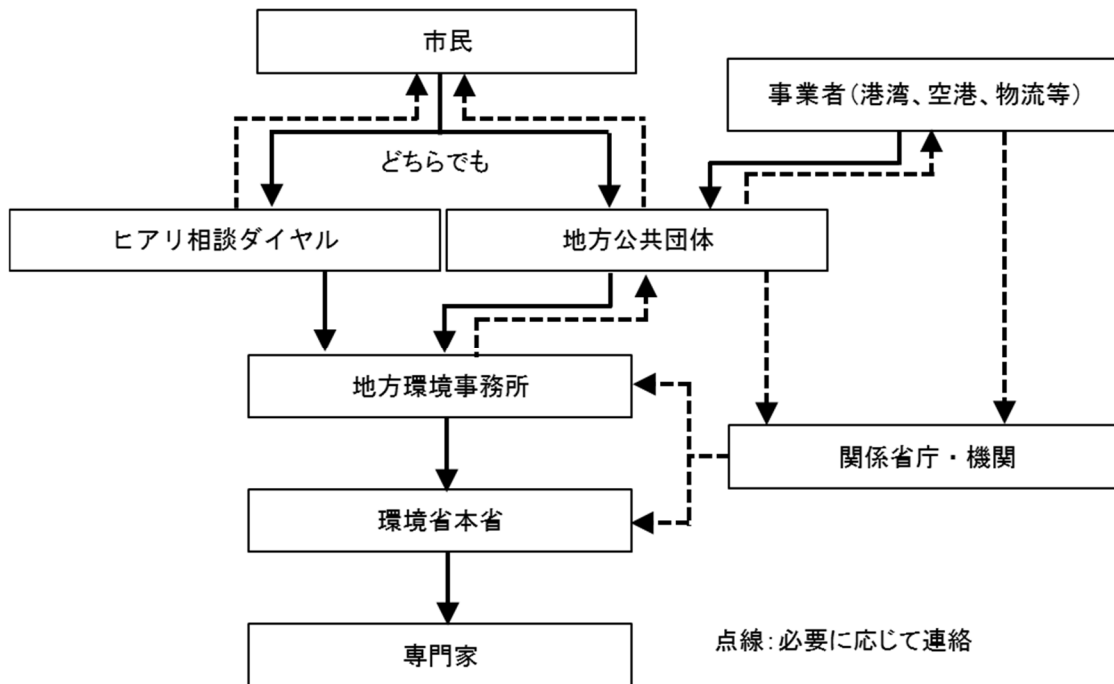 市民
事業者(港湾、空港、物流等)
どちらでも
ヒアリ相談ダイヤル
地方公共団体
地方環境事務所
関係省庁・機関
環境省本省
専門家
点線:必要に応じて連絡